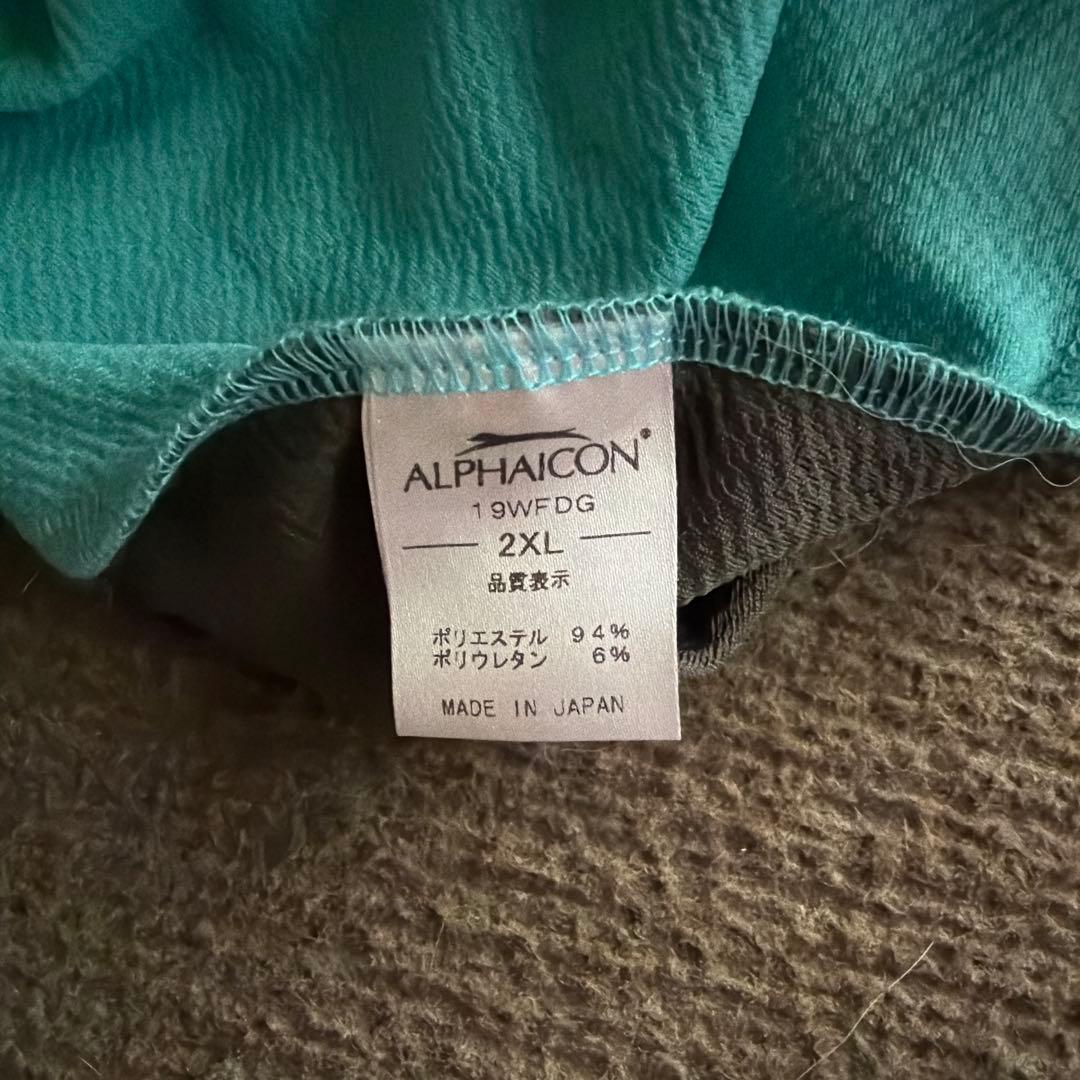 ALPHAICON®
19WFDG
2XL
品質表示
ポリエステル 94%
ポリウレタン 6%
MADE IN JAPAN